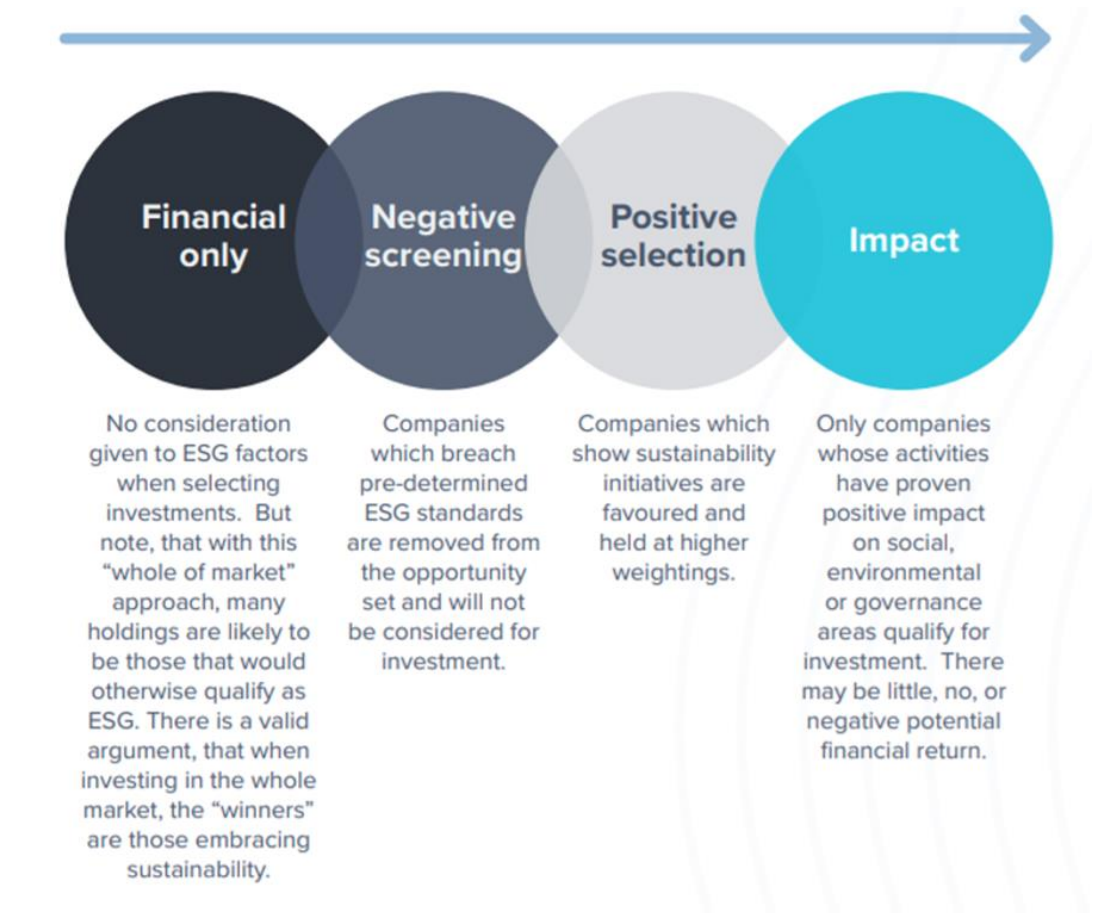 Financial
only
Negative
screening
Positive
selection
Impact
No consideration
given to ESG factors
when selecting
investments.  But
note, that with this
“whole of market”
approach, many
holdings are likely to
be those that would
otherwise qualify as
ESG. There is a valid
argument, that when
investing in the whole
market, the “winners”
are those embracing
sustainability.
Companies
which breach
pre-determined
ESG standards
are removed from
the opportunity
set and will not
be considered for
investment.
Companies which
show sustainability
initiatives are
favoured and
held at higher
weightings.
Only companies
whose activities
have proven
positive impact
on social,
environmental
or governance
areas qualify for
investment.  There
may be little, no, or
negative potential
financial return.